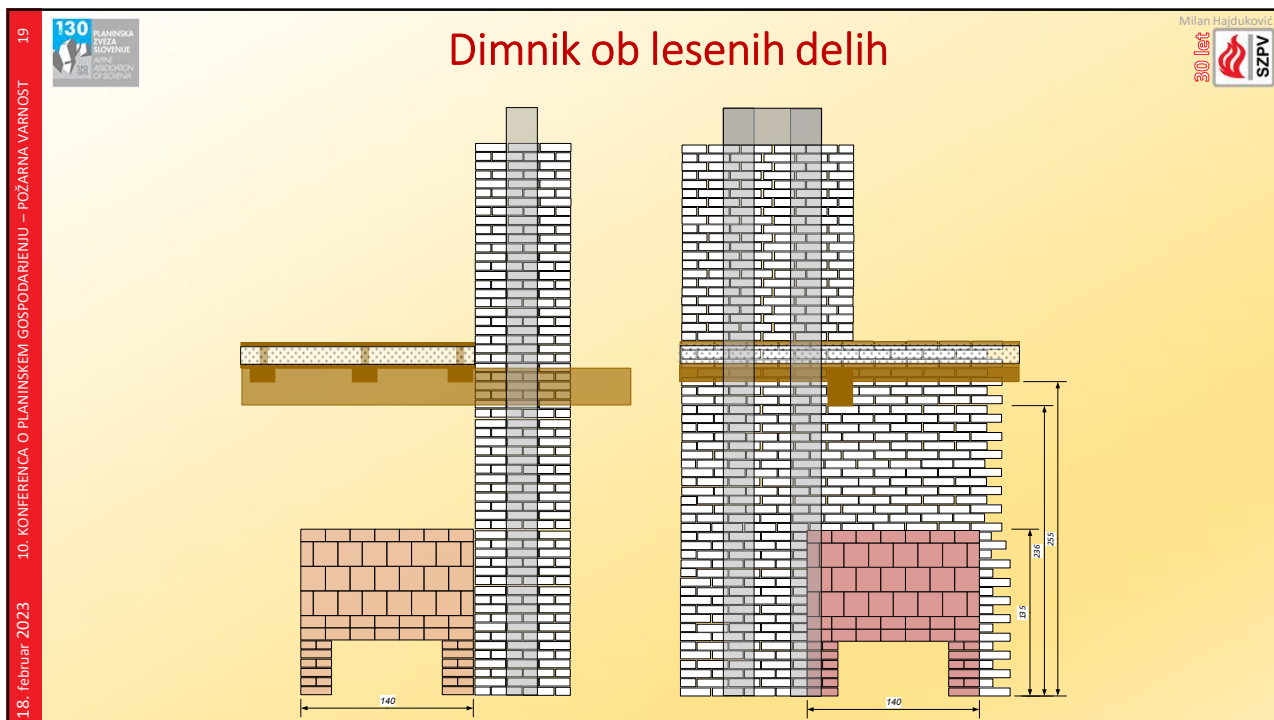 Dimnik ob lesenih delih
Milan Hajduković
30 let
SZPV
130
PLANINSKA
ZVEZA
SLOVENIJE
ALPINE
ASSOCIATION
OF SLOVENIA
19
10. KONFERENCA O PLANINSKEM GOSPODARJENJU – POŽARNA VARNOST
18. februar 2023
140
140
135
236
255